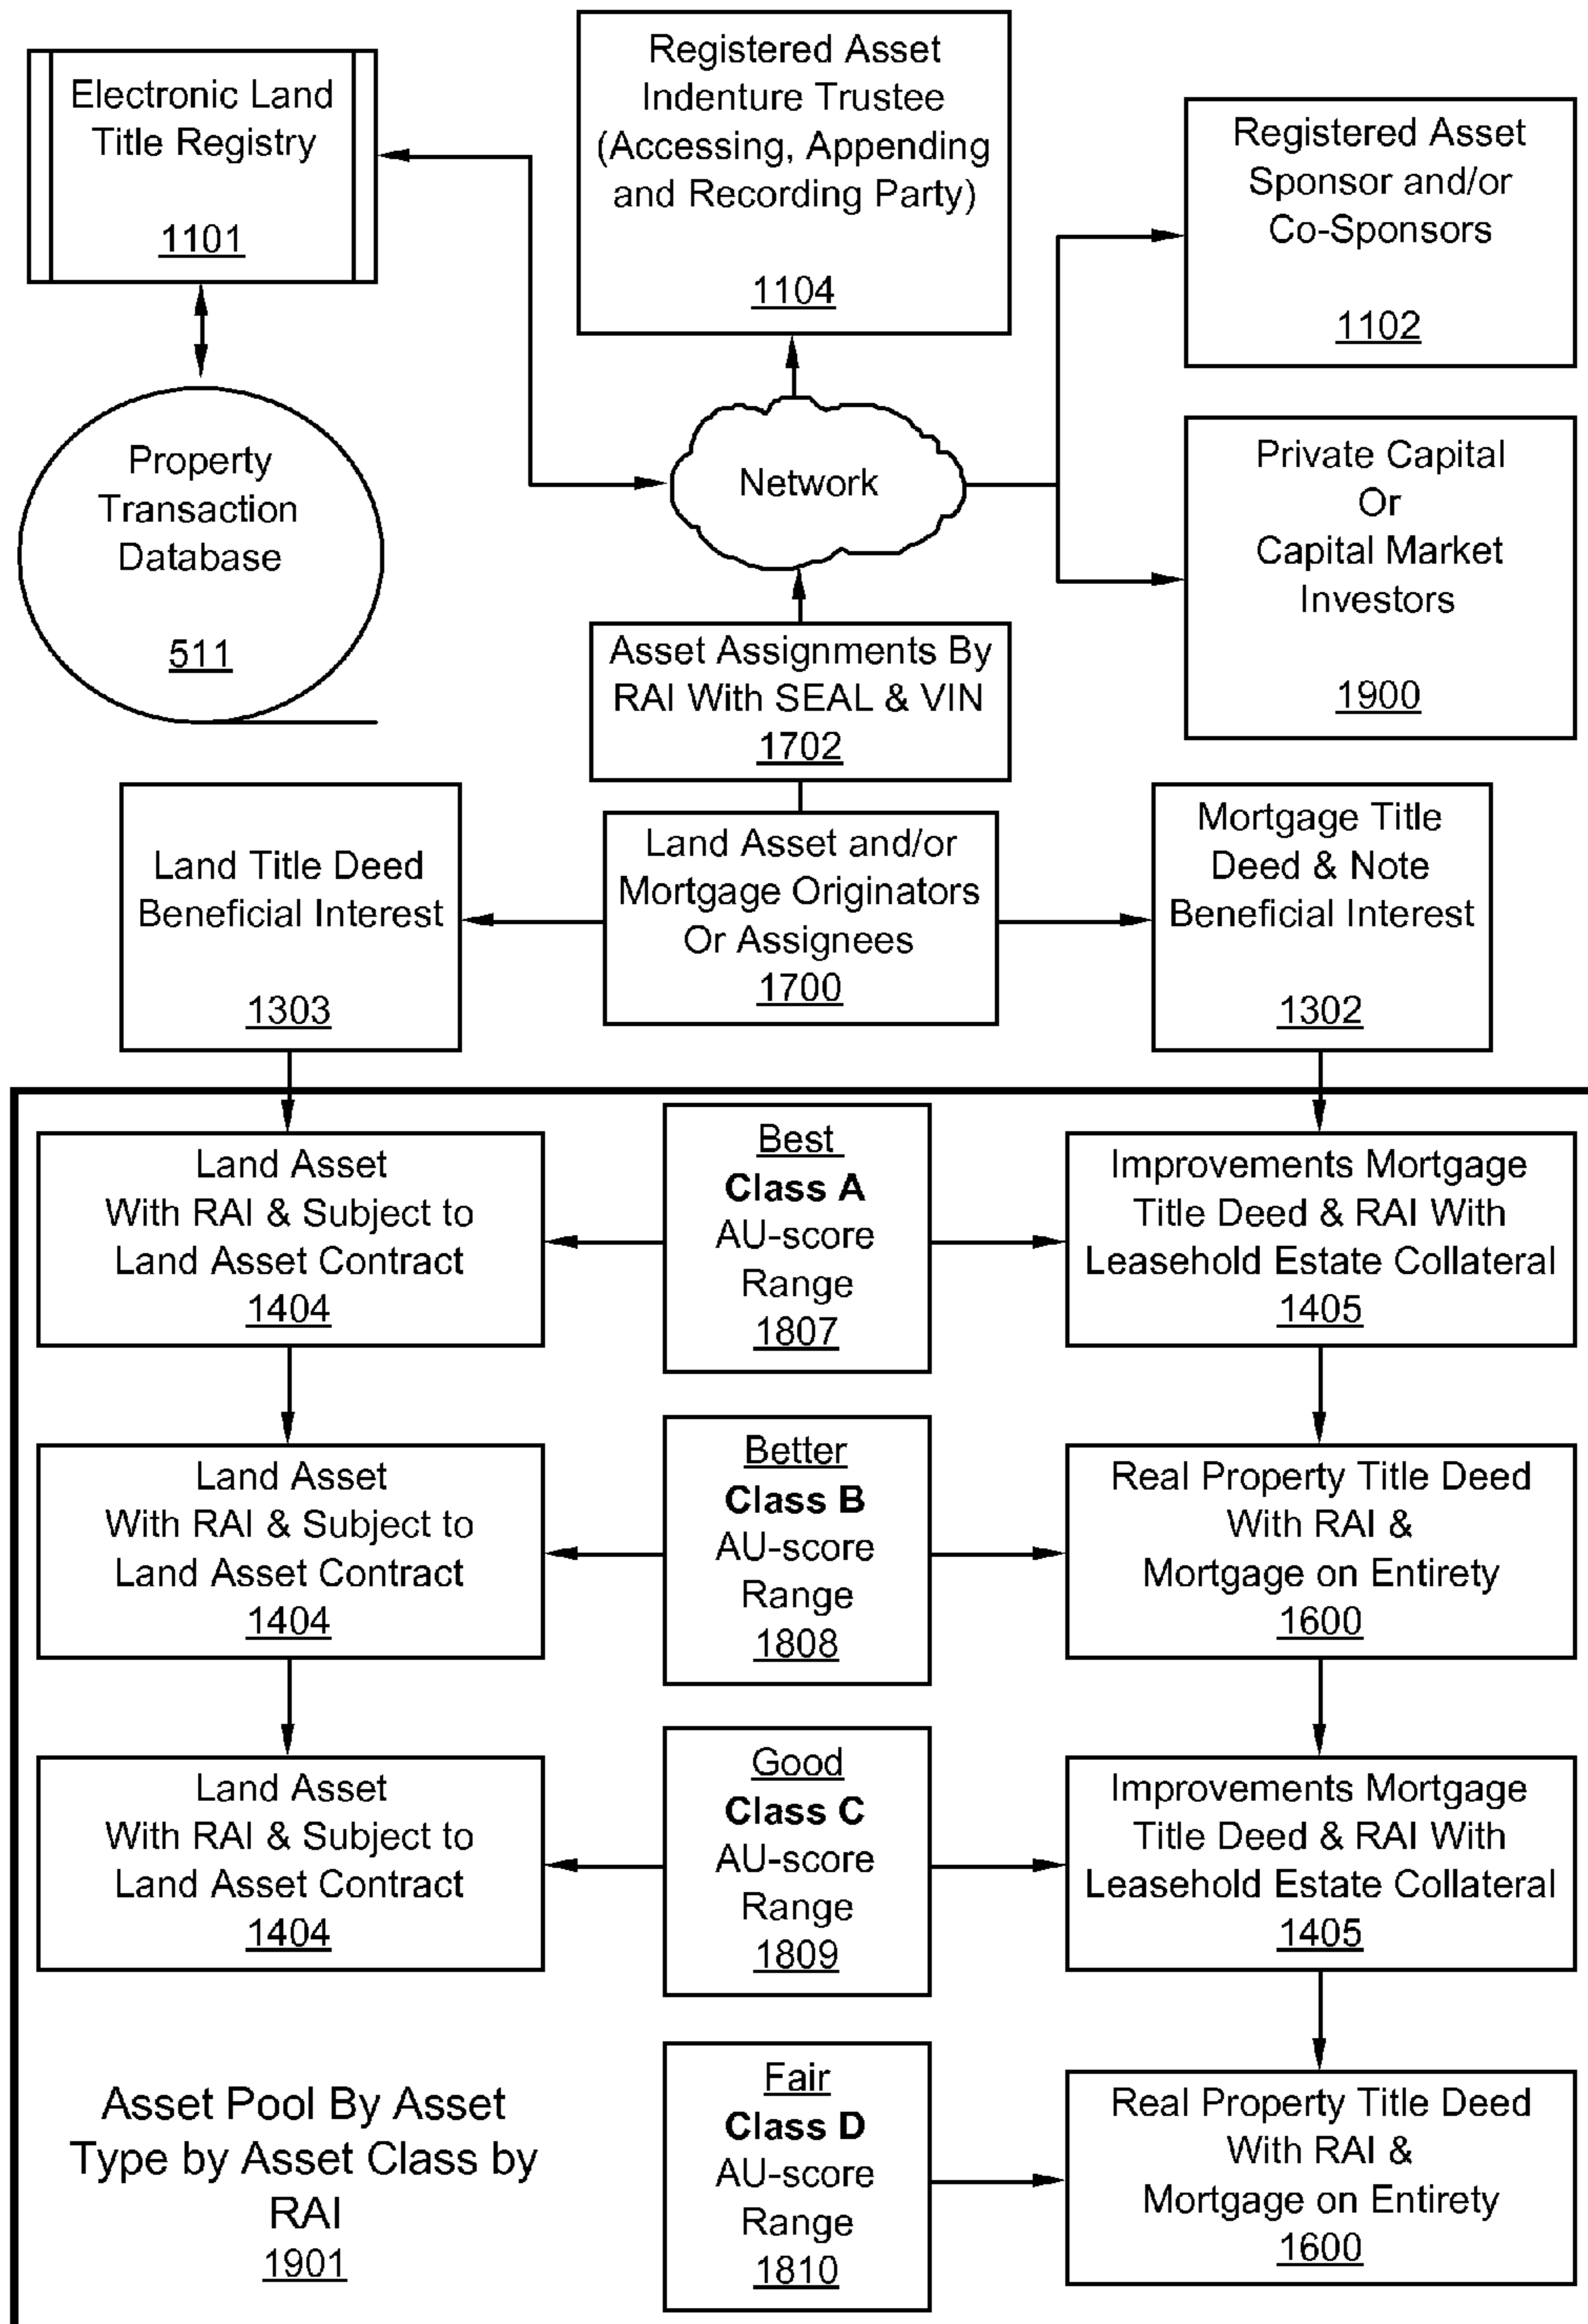 Electronic Land
Title Registry
1101
Registered Asset
Indenture Trustee
(Accessing, Appending
and Recording Party)
1104
Registered Asset
Sponsor and/or
Co-Sponsors
1102
Property
Transaction
Database
511
Network
Private Capital
Or
Capital Market
Investors
1900
Asset Assignments By
RAI With SEAL & VIN
1702
Land Title Deed
Beneficial Interest
1303
Land Asset and/or
Mortgage Originators
Or Assignees
1700
Mortgage Title
Deed & Note
Beneficial Interest
1302
Land Asset
With RAI & Subject to
Land Asset Contract
1404
Best
Class A
AU-score
Range
1807
Improvements Mortgage
Title Deed & RAI With
Leasehold Estate Collateral
1405
Land Asset
With RAI & Subject to
Land Asset Contract
1404
Better
Class B
AU-score
Range
1808
Real Property Title Deed
With RAI &
Mortgage on Entirety
1600
Land Asset
With RAI & Subject to
Land Asset Contract
1404
Good
Class C
AU-score
Range
1809
Improvements Mortgage
Title Deed & RAI With
Leasehold Estate Collateral
1405
Asset Pool By Asset
Type by Asset Class by
RAI
1901
Fair
Class D
AU-score
Range
1810
Real Property Title Deed
With RAI &
Mortgage on Entirety
1600